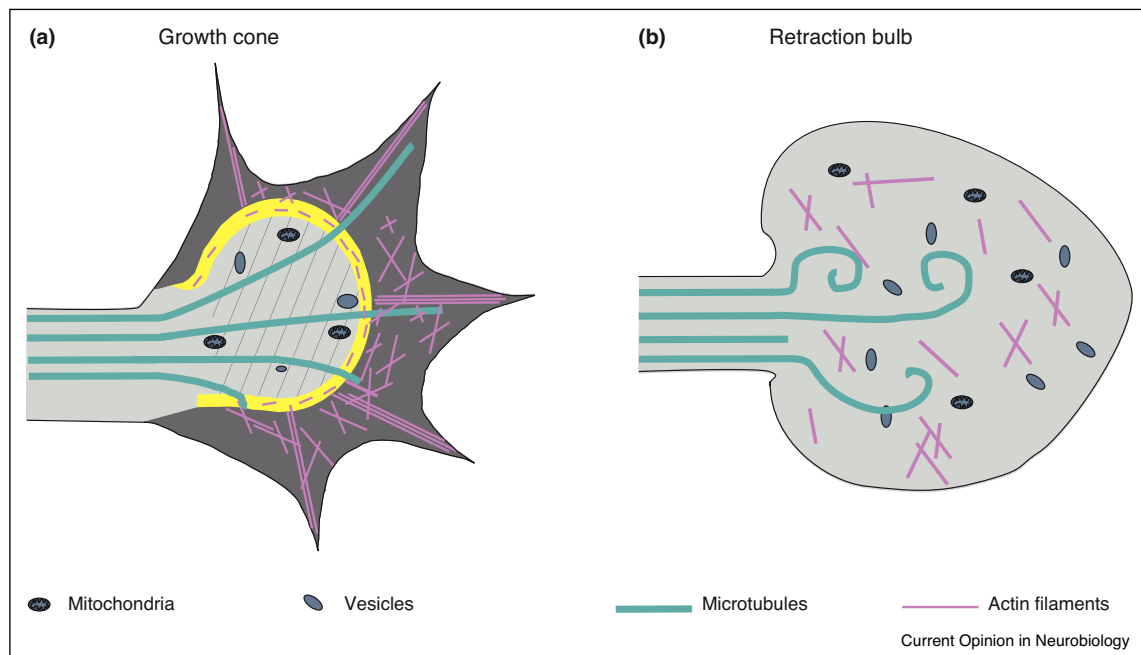 (a) Growth cone
(b) Retraction bulb
Mitochondria
Vesicles
Microtubules
Actin filaments
Current Opinion in Neurobiology